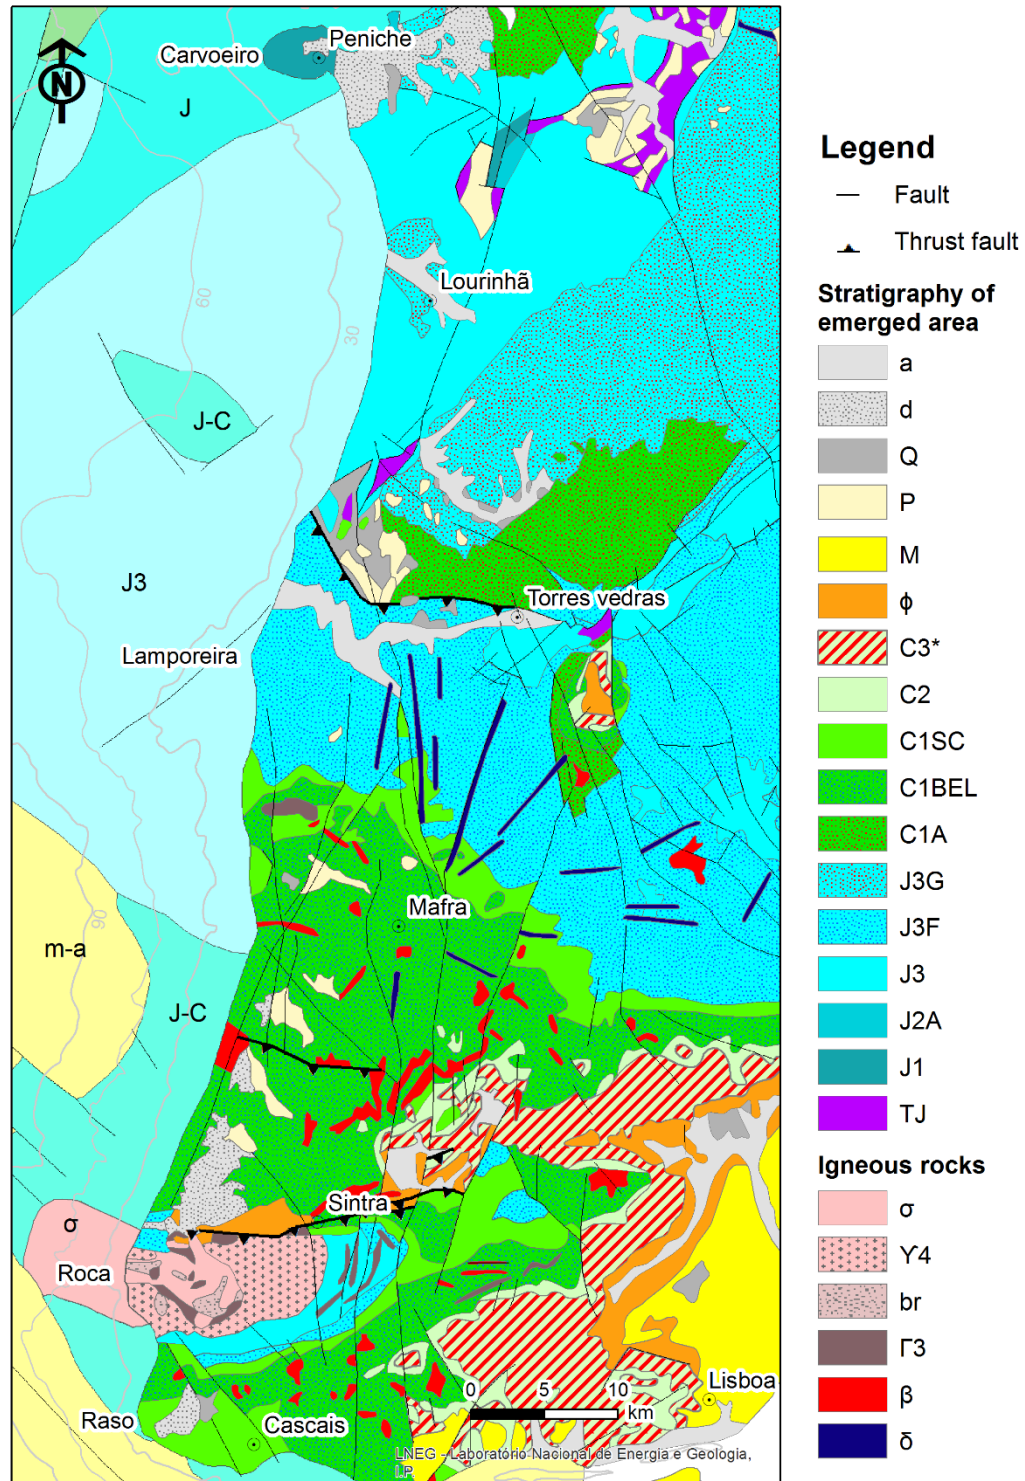 Carvoeiro
Peniche
N
J
60
30
Lourinhã
J-C
J3
Torres vedras
Lamporeira
90
m-a
Mafra
J-C
σ
Sintra
Roca
Raso
Cascais
Lisboa
0 5 10
km
LNEG - Laboratório Nacional de Energia e Geologia,
I.P.
Legend
Fault
Thrust fault
Stratigraphy of
emerged area
a
d
Q
P
M
ϕ
C3*
C2
C1SC
C1BEL
C1A
J3G
J3F
J3
J2A
J1
TJ
Igneous rocks
σ
ϒ4
br
Γ3
β
δ